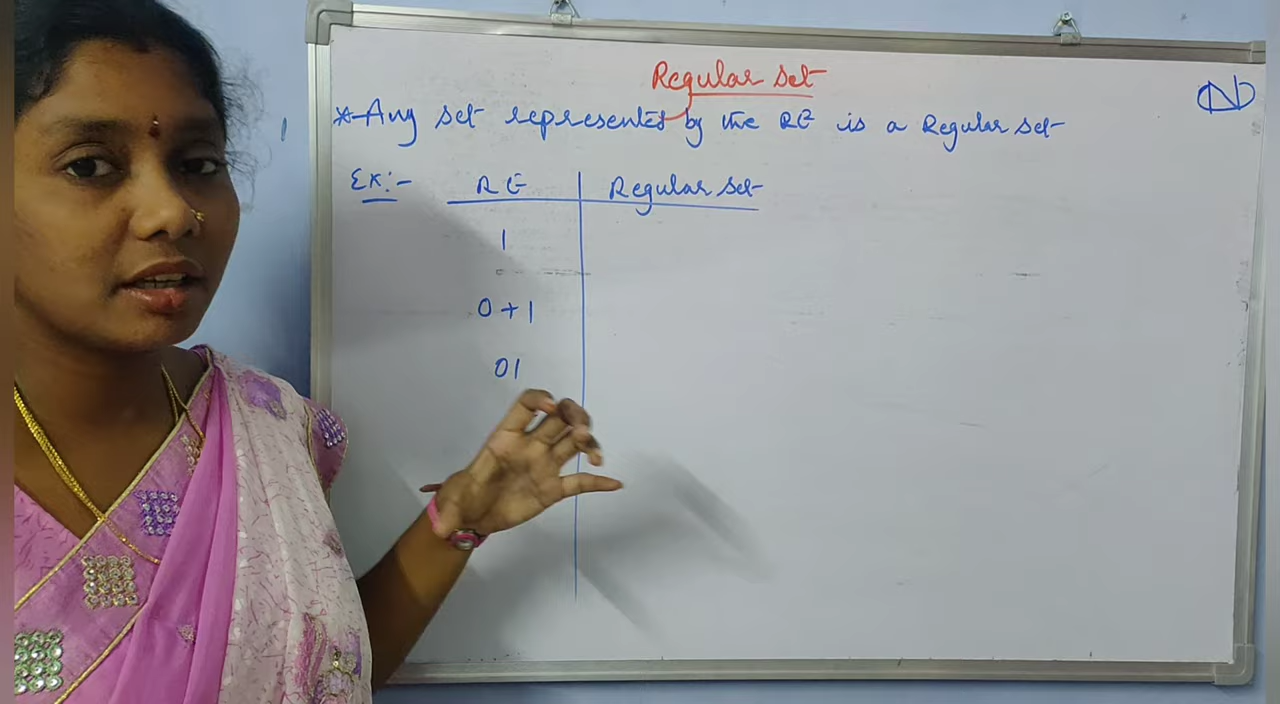 Regular set
*Any set represented by the RE is a Regular set
Ex:- RE Regular set
1
0+1
01